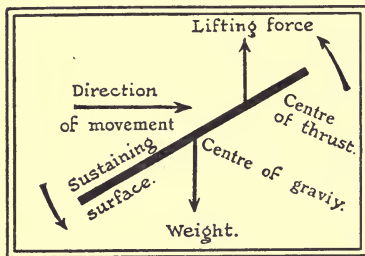 Lifting force
Direction
of movement
Centre
of thrust.
Sustaining
surface.
Centre of graviy.
Weight.